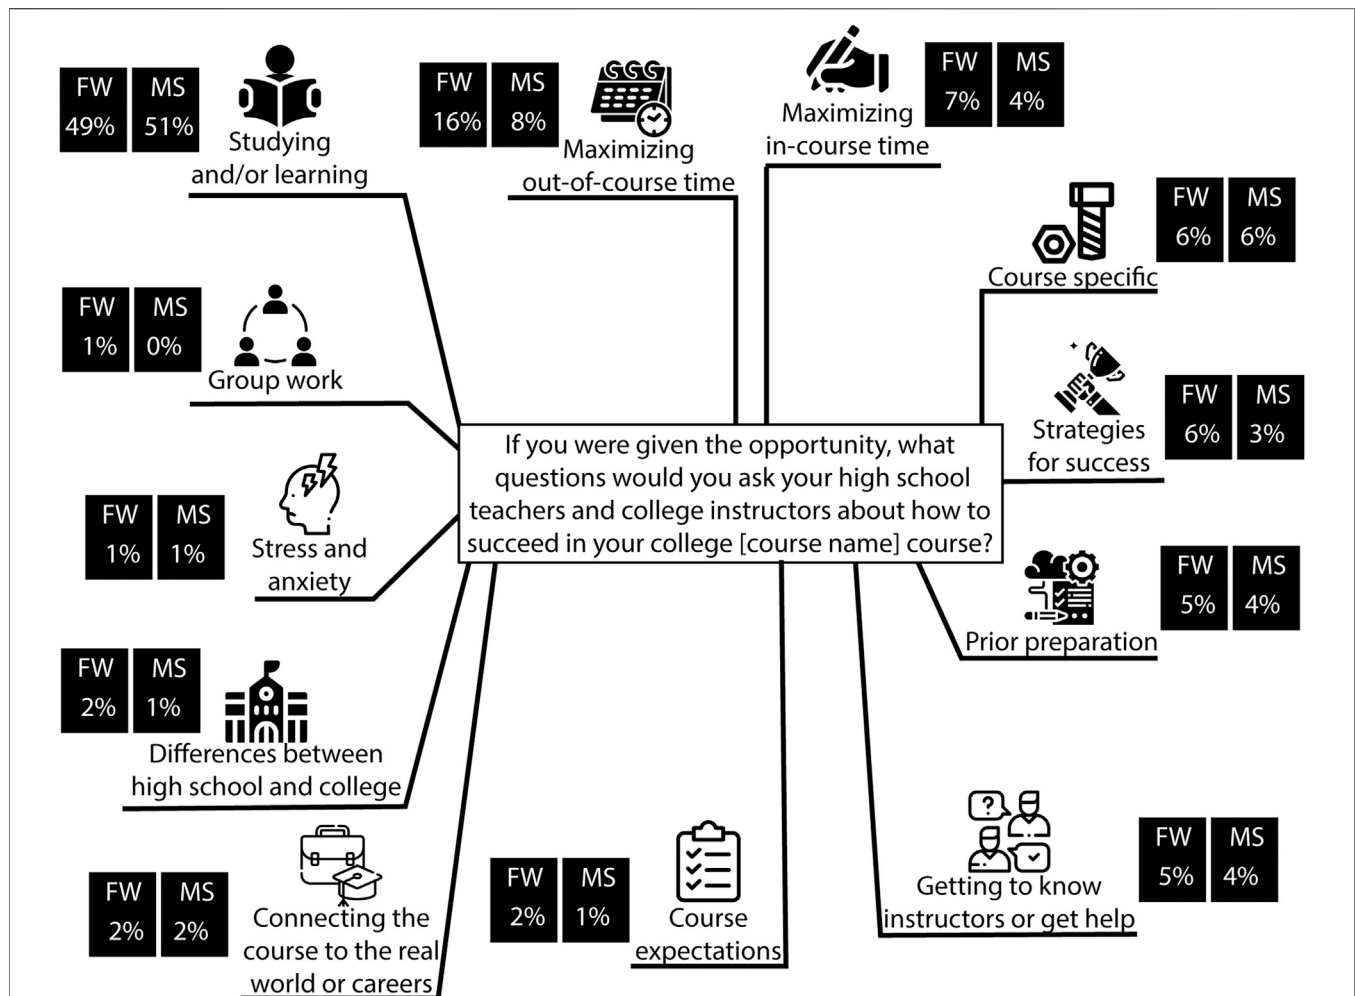 FW MS
49% 51%
Studying
and/or learning
FW MS
16% 8%
Maximizing
out-of-course time
Maximizing
in-course time
FW MS
7% 4%
Course specific
FW MS
6% 6%
FW MS
1% 0%
Group work
Strategies
for success
FW MS
6% 3%
If you were given the opportunity, what
questions would you ask your high school
teachers and college instructors about how to
succeed in your college [course name] course?
FW MS
1% 1%
Stress and
anxiety
Prior preparation
FW MS
5% 4%
FW MS
2% 1%
Differences between
high school and college
FW MS
2% 2%
Connecting the
course to the real
world or careers
FW MS
2% 1%
Course
expectations
Getting to know
instructors or get help
FW MS
5% 4%